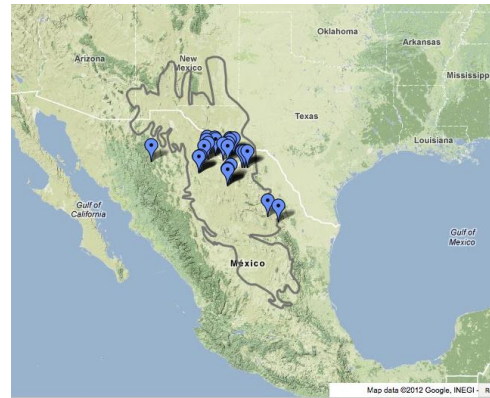 Oklahoma
Arkansas
Arizona
New
Mexico
Mississipp
Texas
Louisiana
Gulf of
California
Gulf of
Mexico
México
Map data ©2012 Google, INEGI - R